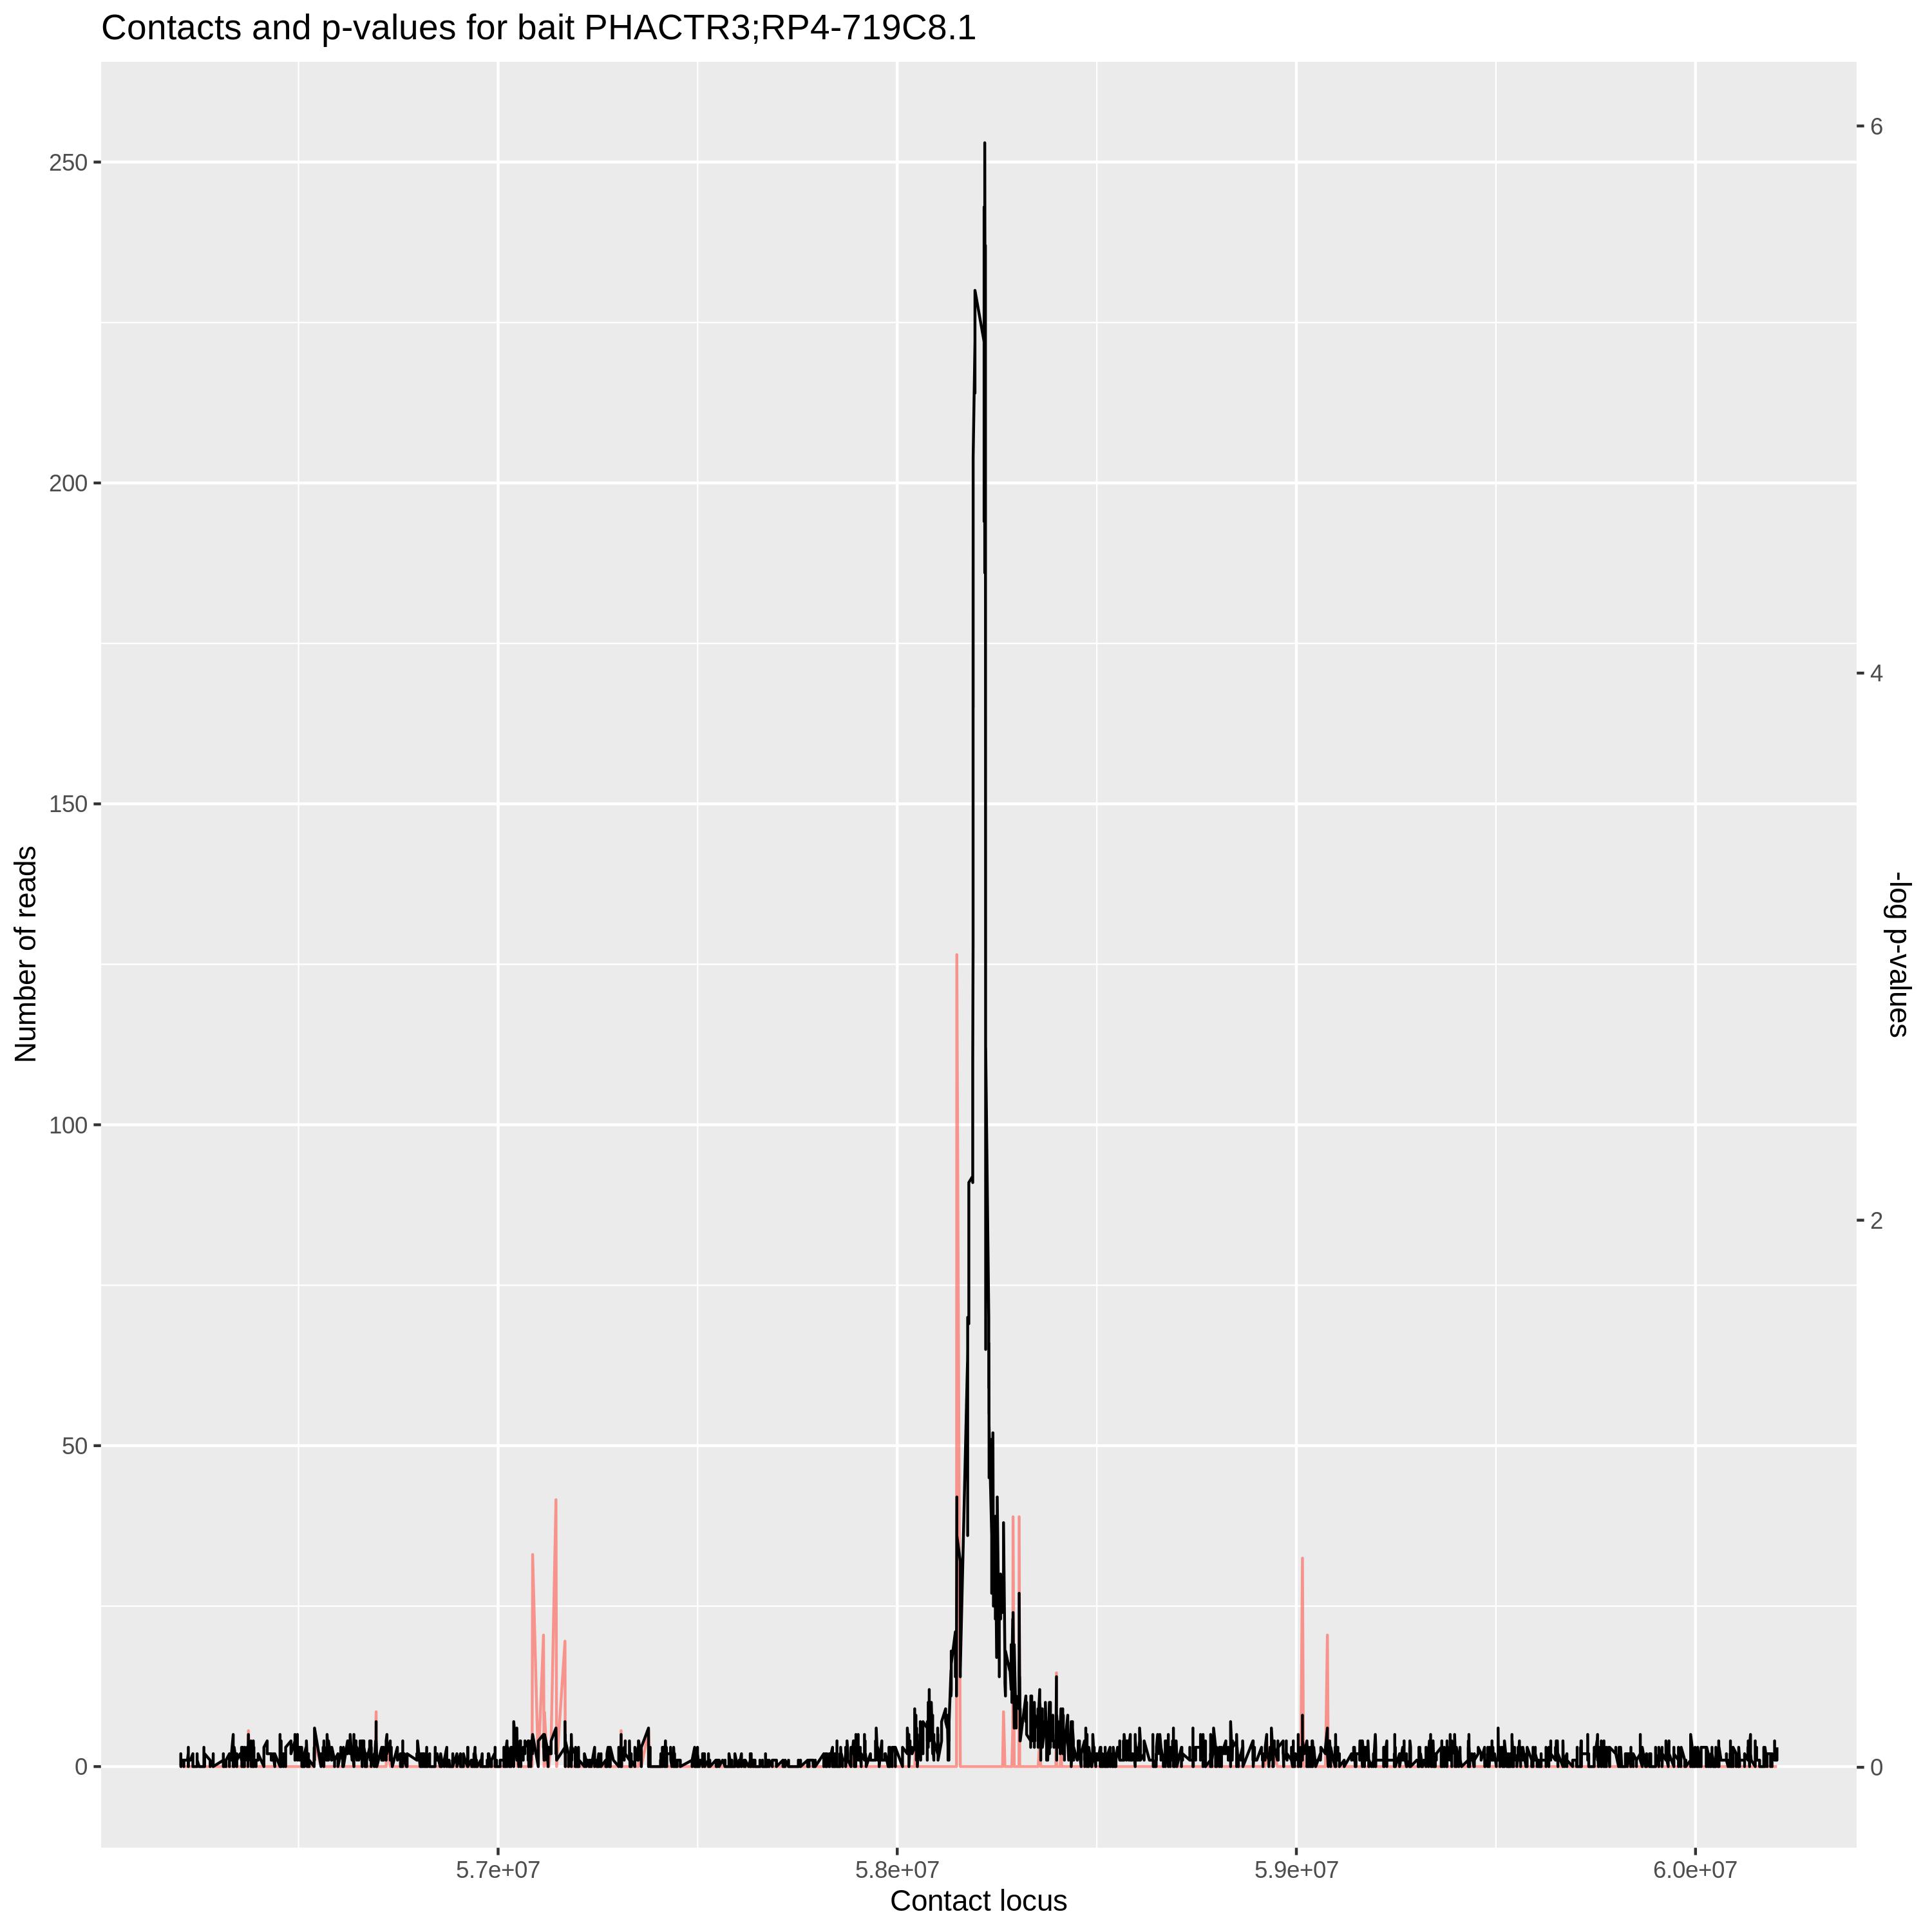 Contacts and p-values for bait PHACTR3;RP4-719C8.1
Number of reads
250
200
150
100
50
0
6
4
2
0
-log p-values
5.7e+07 5.8e+07 5.9e+07 6.0e+07
Contact locus